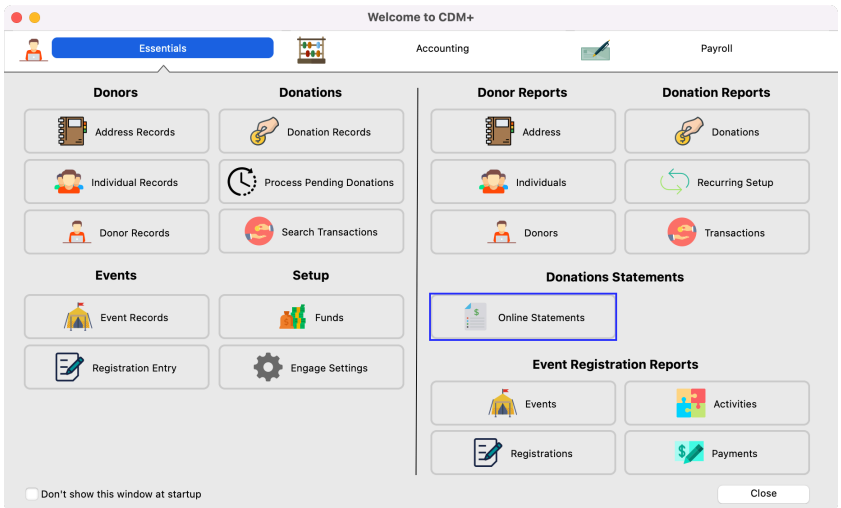 Welcome to CDM+
Essentials
Accounting
Payroll
Donors
Donations
Address Records
Donation Records
Individual Records
Process Pending Donations
Donor Records
Search Transactions
Events
Setup
Event Records
Funds
Registration Entry
Engage Settings
Donor Reports
Donation Reports
Address
Donations
Individuals
Recurring Setup
Donors
Transactions
Donations Statements
$
Online Statements
Event Registration Reports
Events
Activities
Registrations
$
Payments
Don't show this window at startup
Close